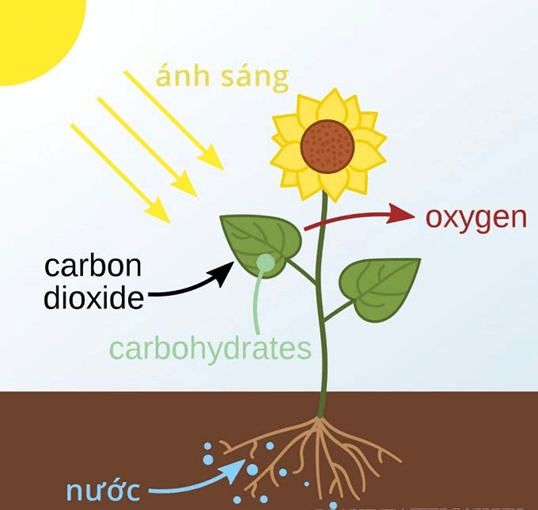 ánh sáng
oxygen
carbon
dioxide
carbohydrates
nước